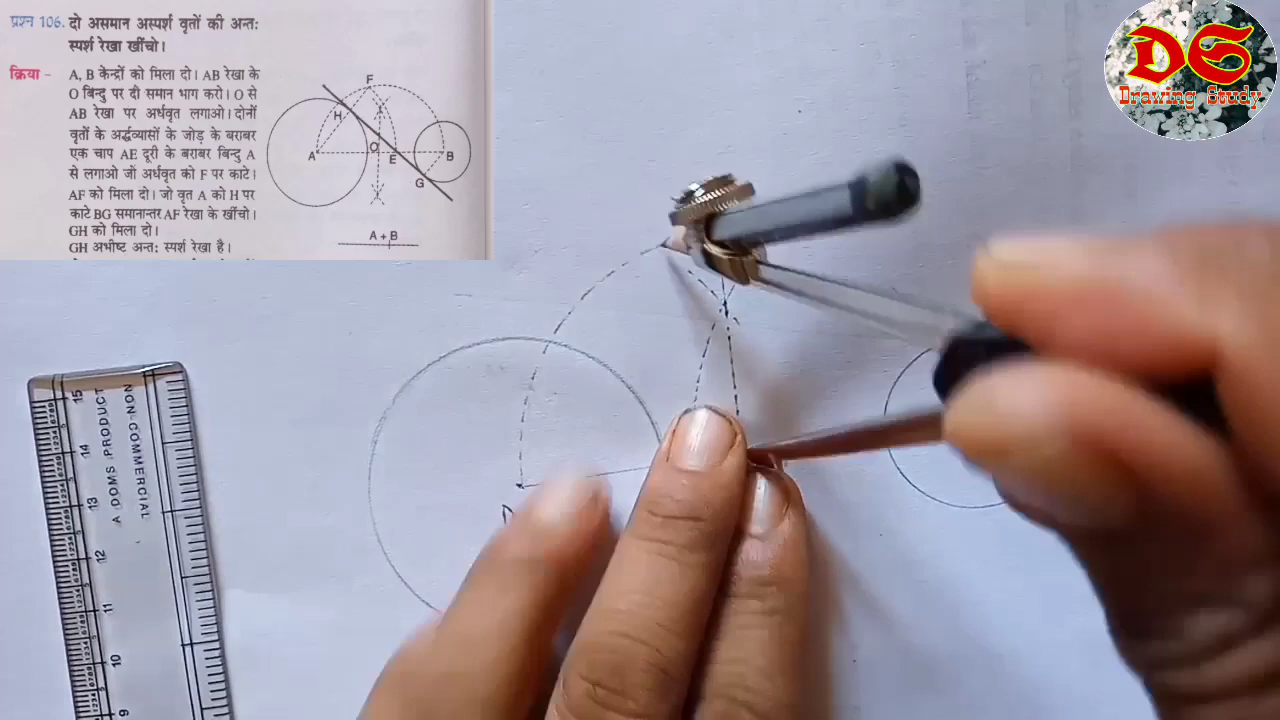 प्रश्न 106. दो असमान अस्पर्श वृतों की अन्त:
स्पर्श रेखा खींचो।
क्रिया - A, B केन्द्रों को मिला दो। AB रेखा के
O बिन्दु पर दी समान भाग करो। O से
AB रेखा पर अर्धवृत लगाओ। दोनों
वृतों के अर्द्धव्यासों के जोड़ के बराबर
एक चाप AE दूरी के बराबर बिन्दु A
से लगाओ जो अर्धवृत को F पर काटे।
AF को मिला दो। जो वृत A को H पर
काटे BG समानान्तर AF रेखा के खींचो।
GH को मिला दो।
GH अभीष्ट अन्त: स्पर्श रेखा है।
F
H
A
O
E
B
G
A + B
DS
Drawing Study
15
14
13
12
11
10
9
A DOMS PRODUCT
NON-COMMERCIAL